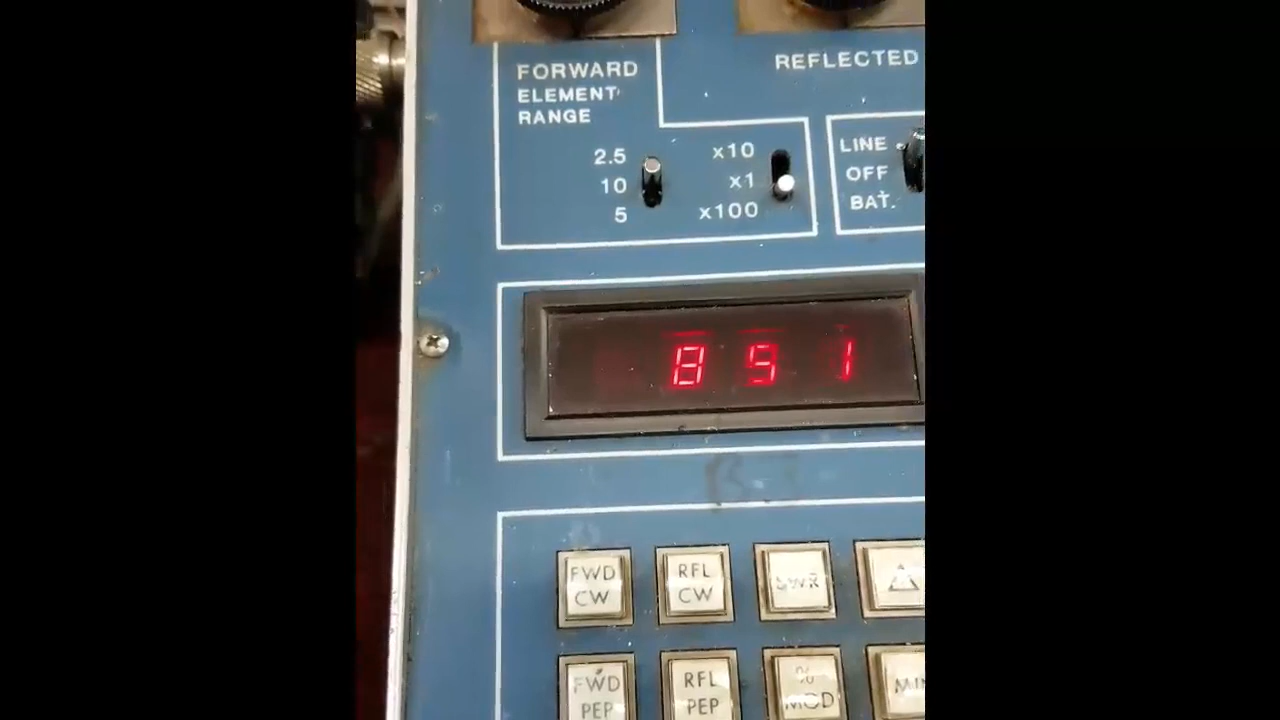 FORWARD
ELEMENT
RANGE
REFLECTED
2.5
10
5
x10
x1
x100
LINE
OFF
BAT.
891
FWD
CW
RFL
CW
SWR
FWD
PEP
RFL
PEP
%
MOD
MIN